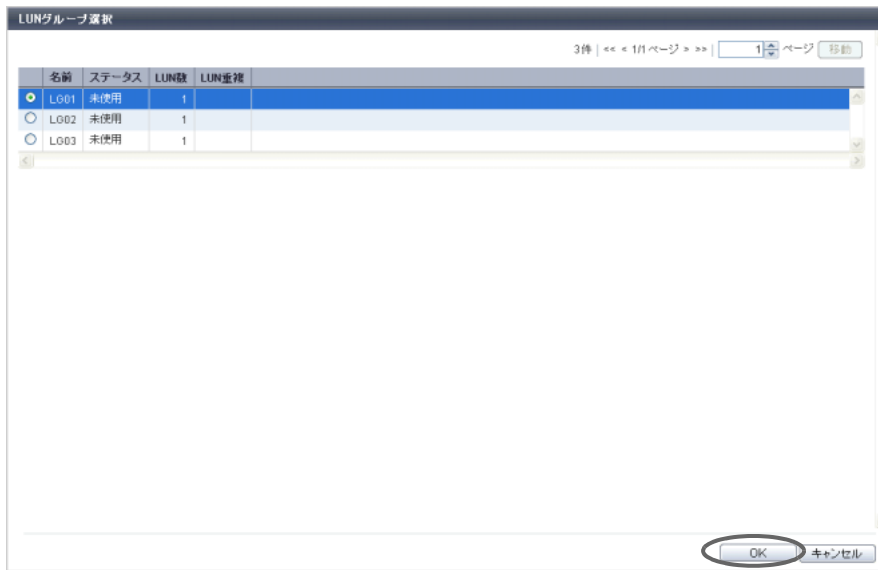 LUNグループ選択
3件 | << < 1/1 ページ > >> | 1 ページ 移動
名前 ステータス LUN数 LUN重複
LG01 未使用 1
LG02 未使用 1
LG03 未使用 1
OK キャンセル